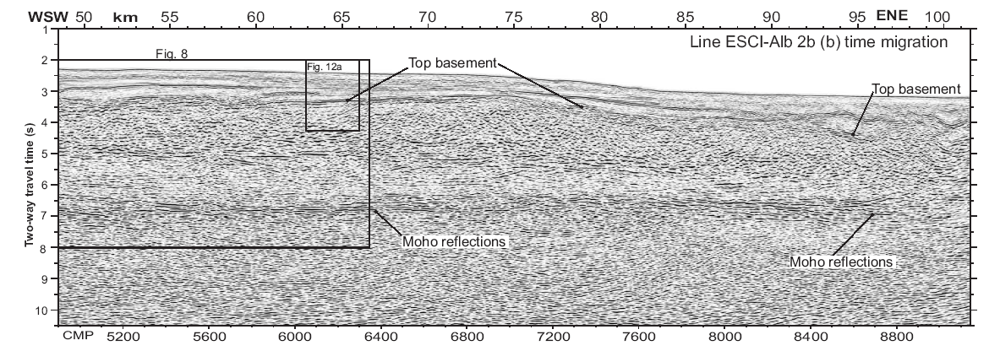 WSW 50 km 55 60 65 70 75 80 85 90 95 ENE 100
1
Line ESCI-Alb 2b (b) time migration
Fig. 8
2
Fig. 12a
Top basement
Top basement
3
4
5
6
7
Moho reflections
Moho reflections
8
9
10
Two-way travel time (s)
CMP 5200 5600 6000 6400 6800 7200 7600 8000 8400 8800